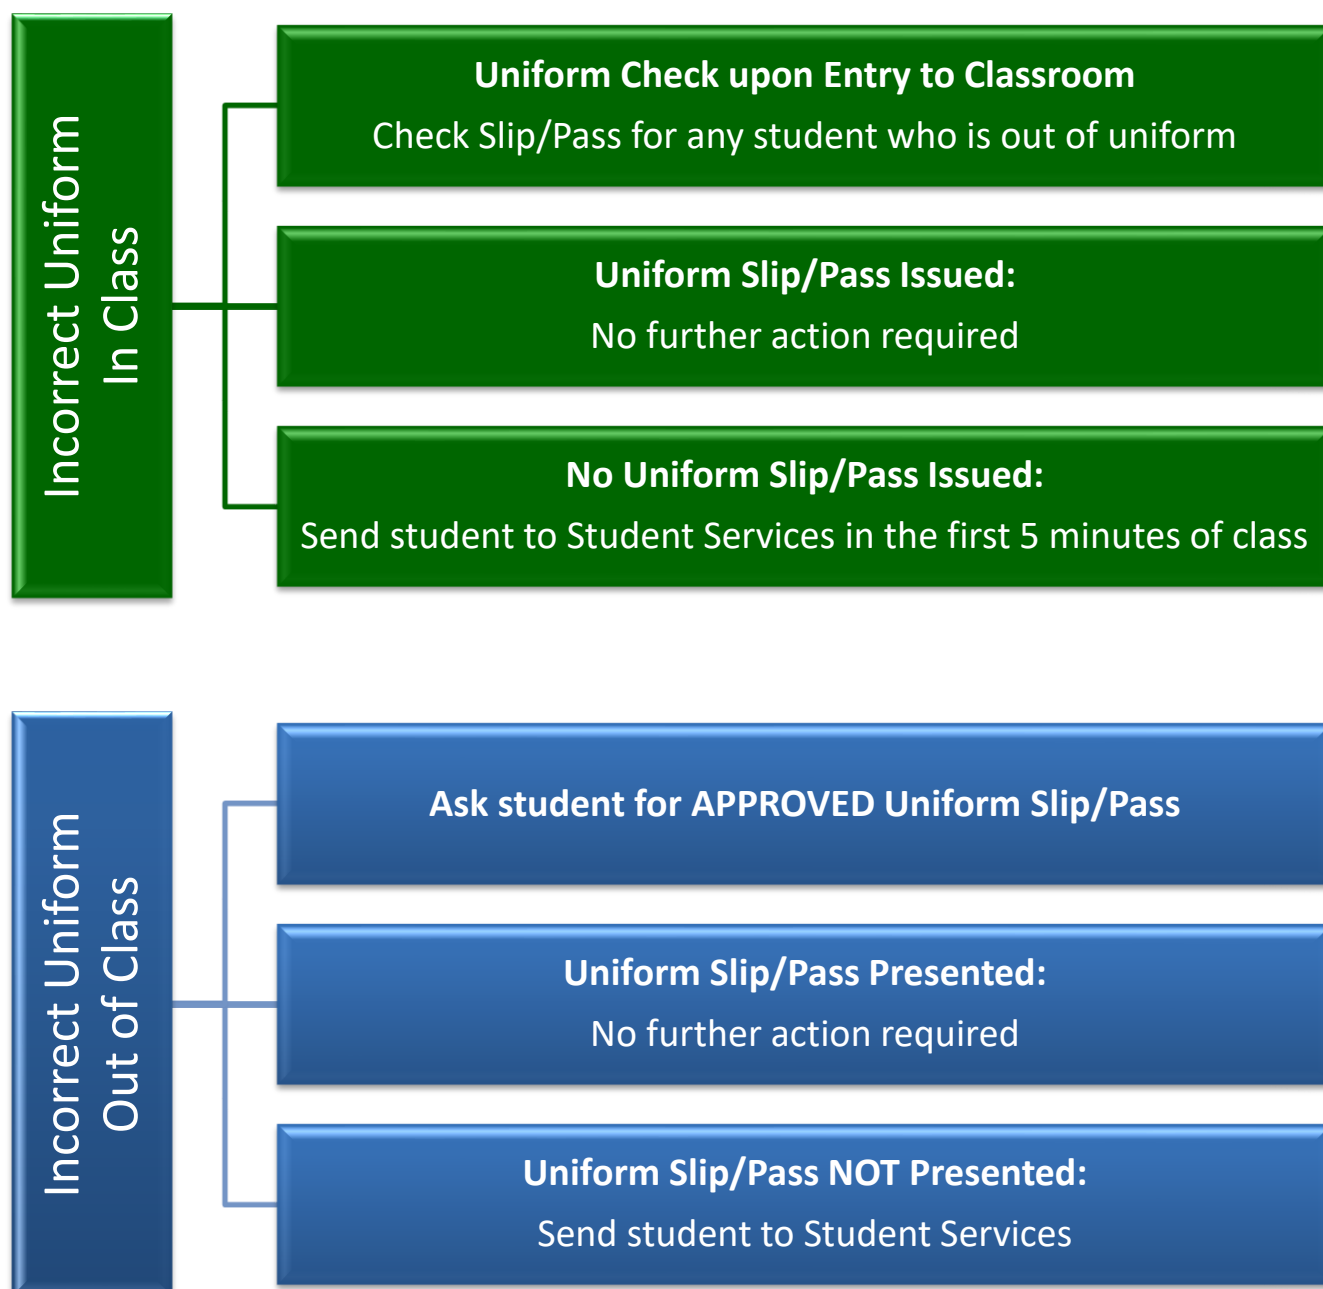 Incorrect Uniform
In Class
Uniform Check upon Entry to Classroom
Check Slip/Pass for any student who is out of uniform
Uniform Slip/Pass Issued:
No further action required
No Uniform Slip/Pass Issued:
Send student to Student Services in the first 5 minutes of class
Incorrect Uniform
Out of Class
Ask student for APPROVED Uniform Slip/Pass
Uniform Slip/Pass Presented:
No further action required
Uniform Slip/Pass NOT Presented:
Send student to Student Services